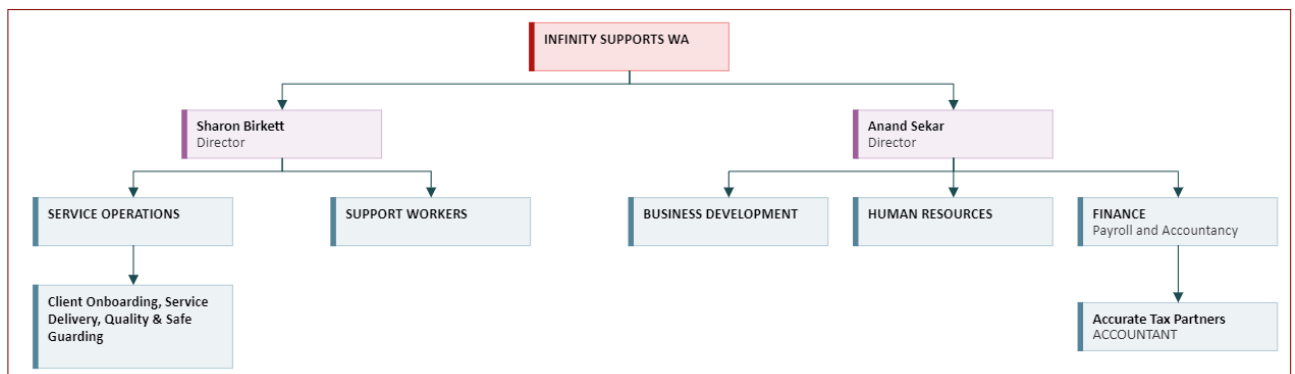 INFINITY SUPPORTS WA
Sharon Birkett
Director
Anand Sekar
Director
SERVICE OPERATIONS
SUPPORT WORKERS
BUSINESS DEVELOPMENT
HUMAN RESOURCES
FINANCE
Payroll and Accountancy
Client Onboarding, Service
Delivery, Quality & Safe
Guarding
Accurate Tax Partners
ACCOUNTANT